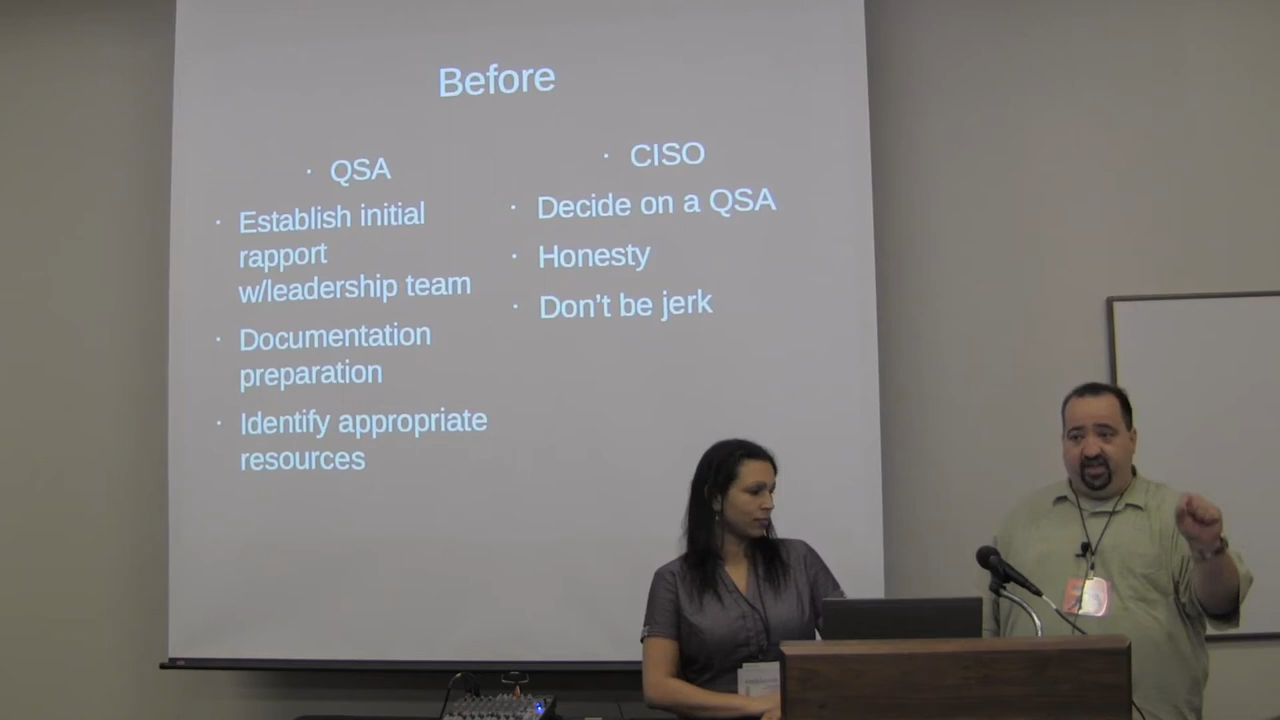 Before
· QSA
· Establish initial
rapport
w/leadership team
· Documentation
preparation
· Identify appropriate
resources
· CISO
· Decide on a QSA
· Honesty
· Don't be jerk